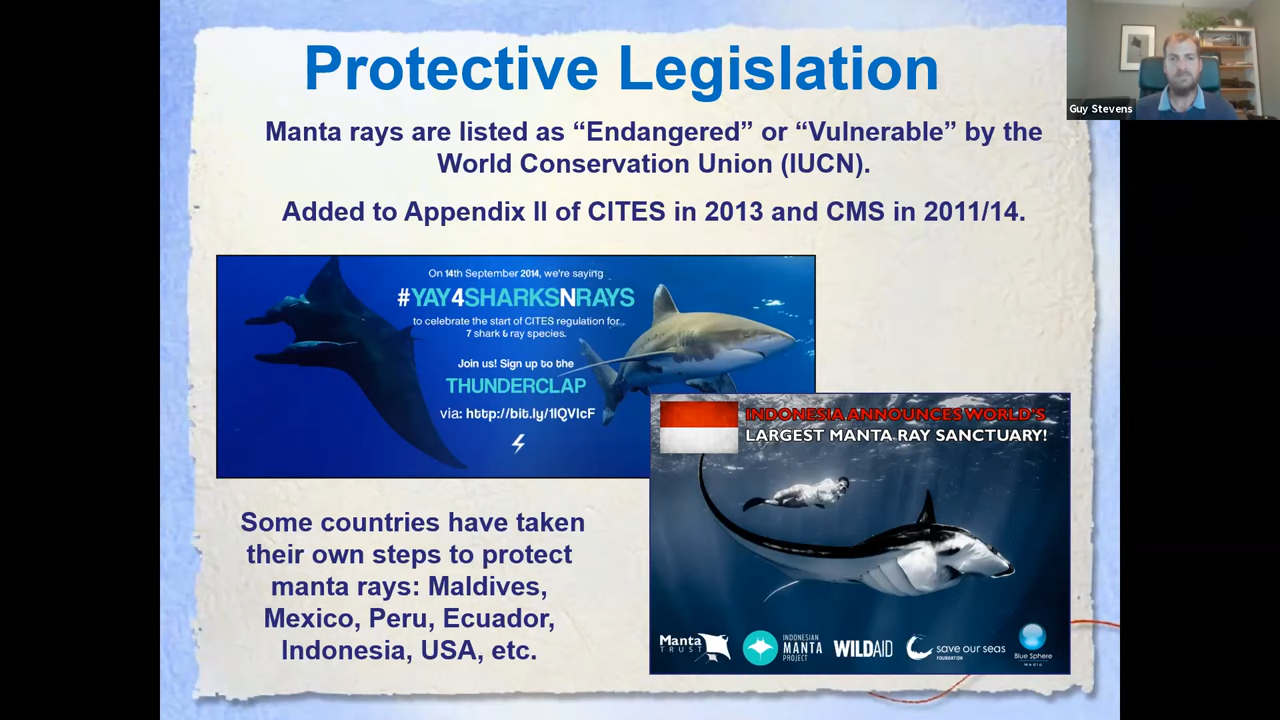 Protective Legislation
Guy Stevens
Manta rays are listed as “Endangered” or “Vulnerable” by the
World Conservation Union (IUCN).
Added to Appendix II of CITES in 2013 and CMS in 2011/14.
On 14th September 2014, we're saying
#YAY4SHARKSNRAYS
to celebrate the start of CITES regulation for
7 shark & ray species.
Join us! Sign up to the
THUNDERCLAP
via: http://bit.ly/1lQVlcF
INDONESIA ANNOUNCES WORLD'S
LARGEST MANTA RAY SANCTUARY!
Some countries have taken
their own steps to protect
manta rays: Maldives,
Mexico, Peru, Ecuador,
Indonesia, USA, etc.
Manta
TRUST
INDONESIAN
MANTA
PROJECT
WILDAID
save our seas
FOUNDATION
Blue Sphere
Media